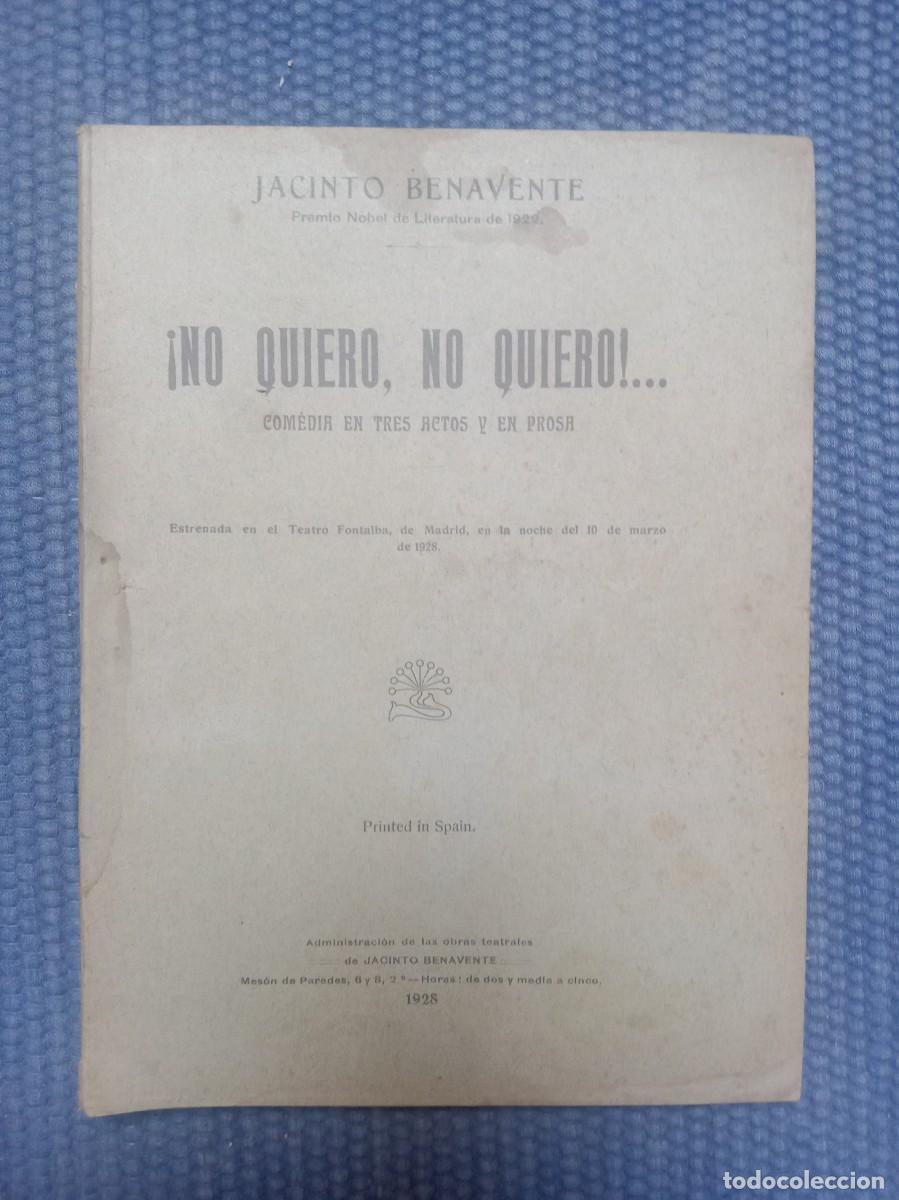 JACINTO BENAVENTE
Premio Nobel de Literatura de 1922.
¡NO QUIERO, NO QUIERO!....
COMÉDIA EN TRES ACTOS Y EN PROSA
Estrenada en el Teatro Fontalba, de Madrid, en la noche del 10 de marzo
de 1928.
Printed in Spain.
Administración de las obras teatrales
de JACINTO BENAVENTE
Mesón de Paredes, 6 y 8, 2º — Horas: de dos y media a cinco.
1928
todocoleccion